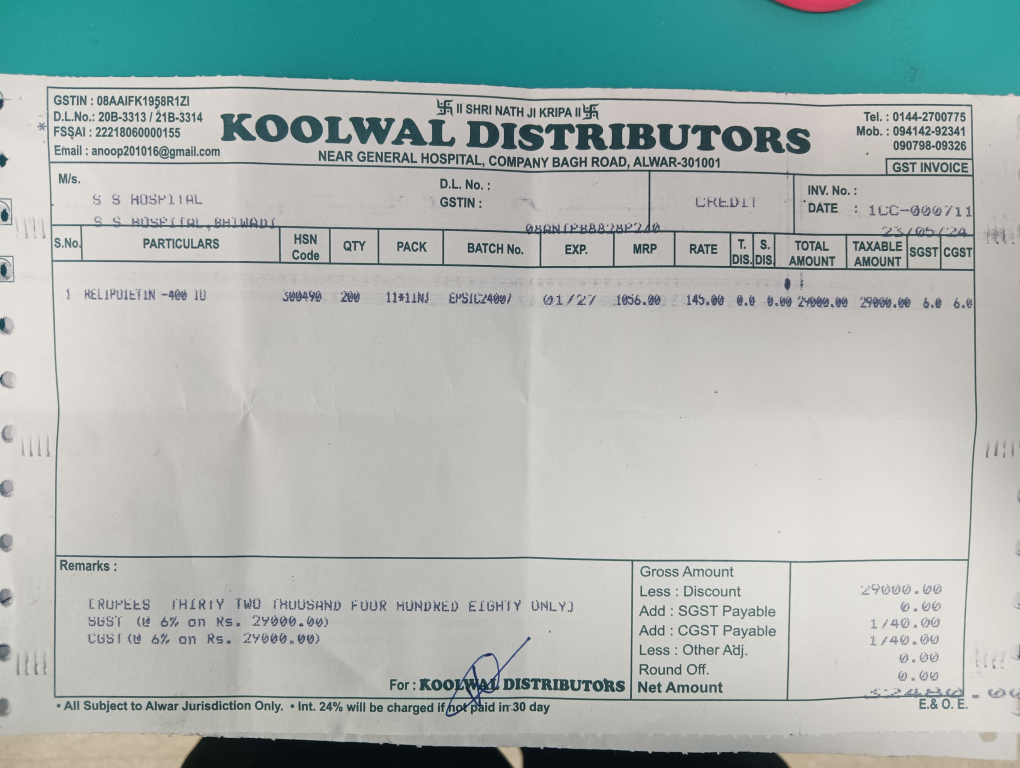 GSTIN : 08AAIFK1958R1ZI
D.L.No.: 20B-3313 / 21B-3314
FSSAI : 22218060000155
Email : anoop201016@gmail.com
卐 II SHRI NATH JI KRIPA II 卐
KOOLWAL DISTRIBUTORS
NEAR GENERAL HOSPITAL, COMPANY BAGH ROAD, ALWAR-301001
Tel. : 0144-2700775
Mob. : 094142-92341
090798-09326
GST INVOICE
M/s.
S S HOSPITAL
S S HOSPITAL,BHIWADI
D.L. No. :
GSTIN :
CREDIT
INV. No. :
DATE : ICC-000711
23/05/24
S.No. PARTICULARS HSN Code QTY PACK BATCH No. EXP. MRP RATE T. DIS. S. DIS. TOTAL AMOUNT TAXABLE AMOUNT SGST CGST
1 RELIPOIETIN -400 IU 300490 200 1I*1INJ 01/27 1056.00 145.00 0.0 0.00 29000.00 29000.00 6.0 6.0
Remarks :
[RUPEES THIRTY TWO THOUSAND FOUR HUNDRED EIGHTY ONLY]
SGST (@ 6% on Rs. 29000.00)
CGST(@ 6% on Rs. 29000.00)
For : KOOLWAL DISTRIBUTORS
Gross Amount 29000.00
Less : Discount 0.00
Add : SGST Payable 1740.00
Add : CGST Payable 1740.00
Less : Other Adj. 0.00
Round Off. 0.00
Net Amount 32480.00
• All Subject to Alwar Jurisdiction Only. • Int. 24% will be charged if not paid in 30 day
E.& O. E.